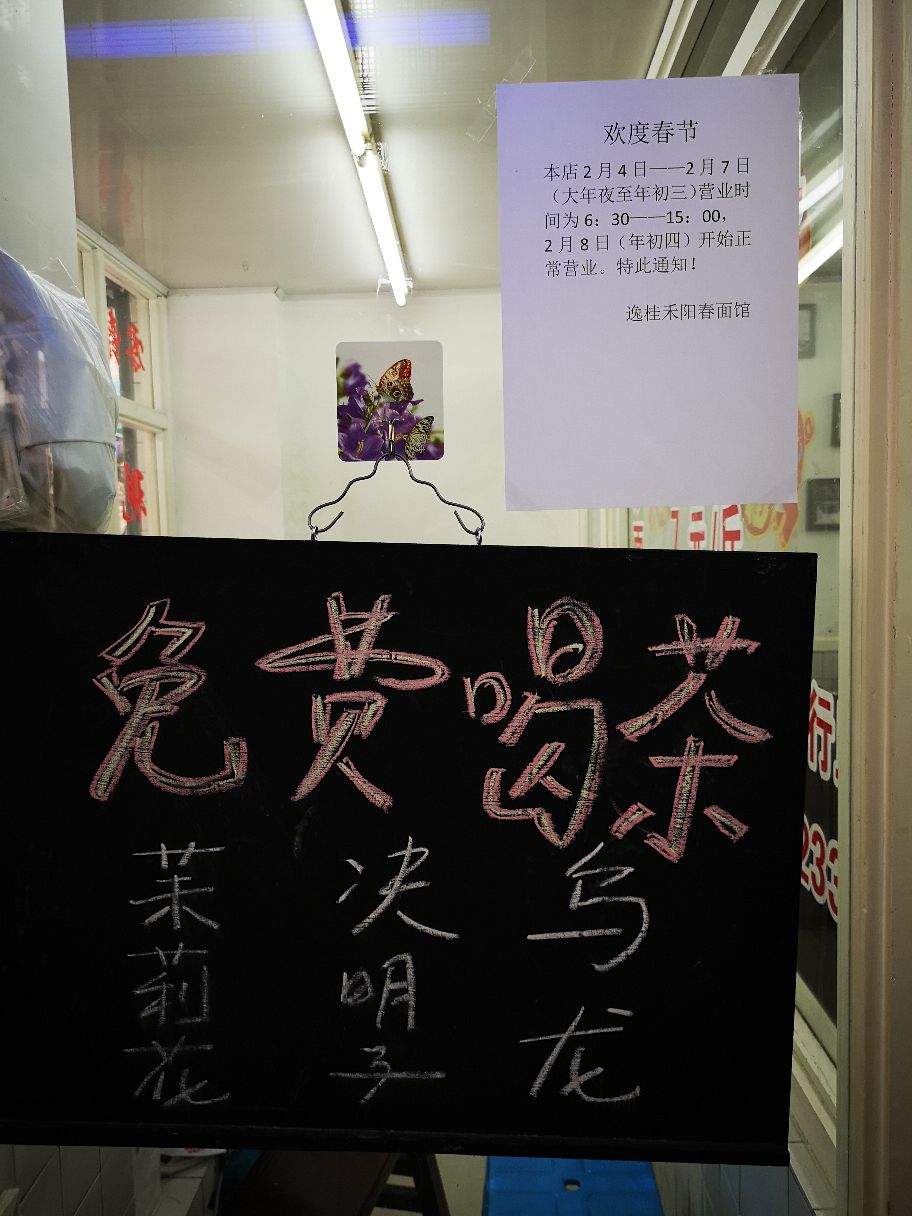 欢度春节
本店 2 月 4 日——2 月 7 日
（大年夜至年初三）营业时
间为 6：30——15：00，
2 月 8 日（年初四）开始正
常营业。特此通知！
逸桂禾阳春面馆
免费喝茶
茉莉花
决明子
乌龙
行
233